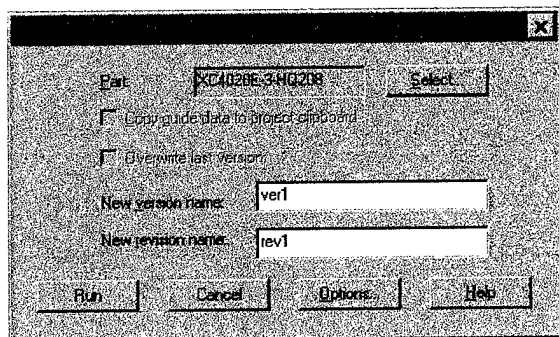 Part: XC4020E-3-HQ208 Select...
Copy guide data to project clipboard
Overwrite last version
New version name: ver1
New revision name: rev1
Run Cancel Options... Help